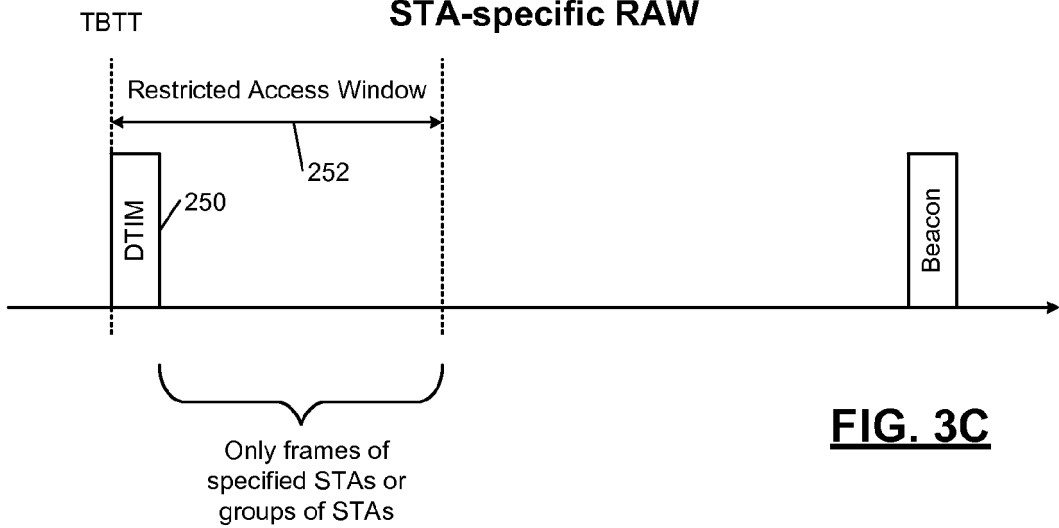 STA-specific RAW
TBTT
Restricted Access Window
252
250
DTIM
Beacon
Only frames of
specified STAs or
groups of STAs
FIG. 3C